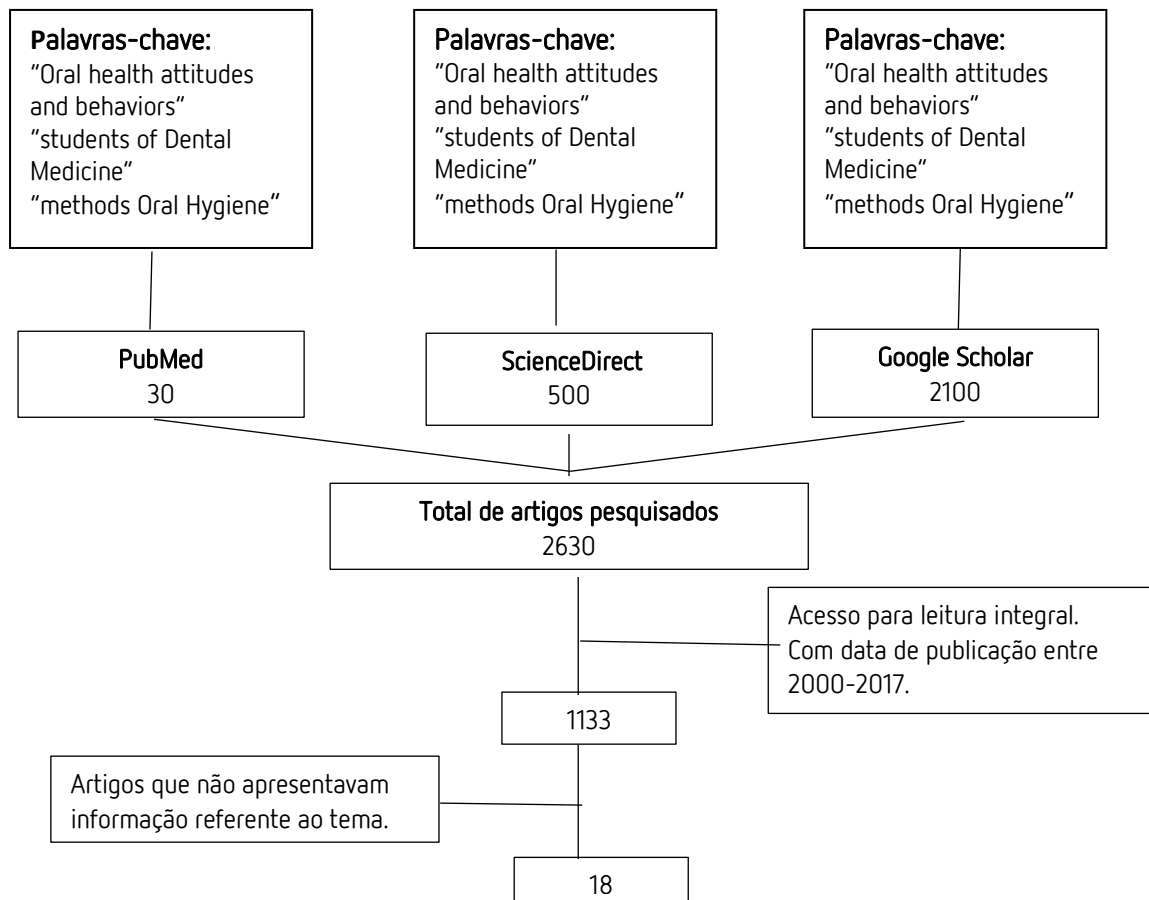 Palavras-chave:
“Oral health attitudes
and behaviors”
“students of Dental
Medicine”
“methods Oral Hygiene”
Palavras-chave:
“Oral health attitudes
and behaviors”
“students of Dental
Medicine”
“methods Oral Hygiene”
Palavras-chave:
“Oral health attitudes
and behaviors”
“students of Dental
Medicine”
“methods Oral Hygiene”
PubMed
30
ScienceDirect
500
Google Scholar
2100
Total de artigos pesquisados
2630
Acesso para leitura integral.
Com data de publicação entre
2000-2017.
1133
Artigos que não apresentavam
informação referente ao tema.
18